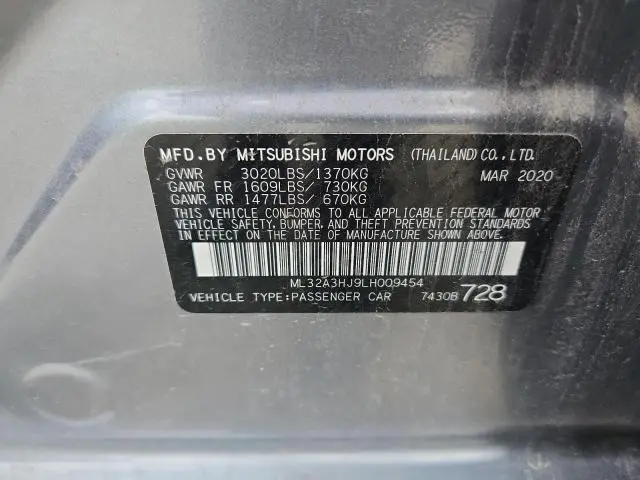 MFD. BY MITSUBISHI MOTORS (THAILAND) CO., LTD.
GVWR 3020LBS/1370KG MAR 2020
GAWR FR 1609LBS/ 730KG
GAWR RR 1477LBS/ 670KG
THIS VEHICLE CONFORMS TO ALL APPLICABLE FEDERAL MOTOR
VEHICLE SAFETY, BUMPER, AND THEFT PREVENTION STANDARDS
IN EFFECT ON THE DATE OF MANUFACTURE SHOWN ABOVE.
ML32A3HJ9LH009454
VEHICLE TYPE:PASSENGER CAR 7430B 728